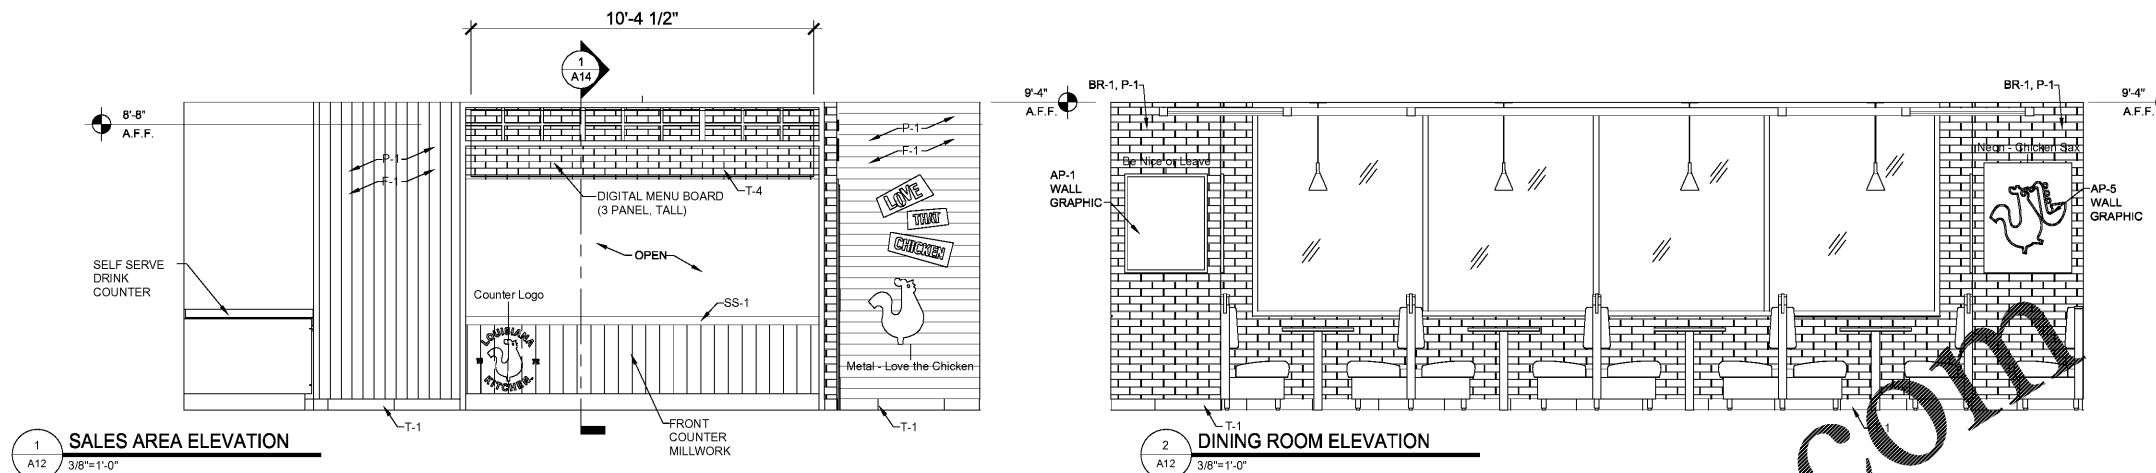 10'-4 1/2"
1
A14
8'-8"
A.F.F.
P-1
F-1
P-1
F-1
DIGITAL MENU BOARD
(3 PANEL, TALL)
T-4
LOVE
THAT
CHICKEN
OPEN
SELF SERVE
DRINK
COUNTER
Counter Logo
SS-1
LOUISIANA
KITCHEN
Metal - Love the Chicken
T-1
FRONT
COUNTER
MILLWORK
T-1
1
A12
SALES AREA ELEVATION
3/8"=1'-0"
9'-4"
A.F.F.
BR-1, P-1
BR-1, P-1
9'-4"
A.F.F.
Be Nice or Leave
Neon - Chicken Sax
AP-1
WALL
GRAPHIC
AP-5
WALL
GRAPHIC
T-1
2
A12
DINING ROOM ELEVATION
3/8"=1'-0"
com